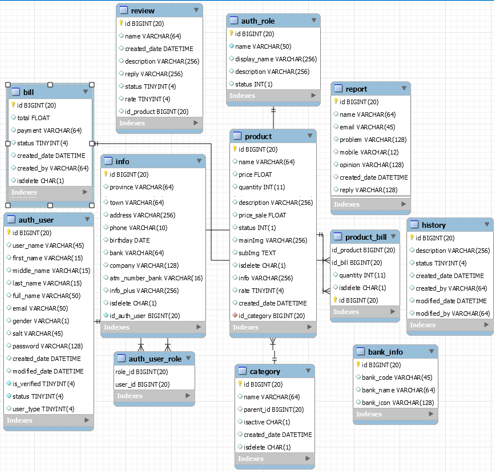 review
id BIGINT(20)
name VARCHAR(64)
created_date DATETIME
description VARCHAR(256)
reply VARCHAR(256)
status TINYINT(4)
rate TINYINT(4)
id_product BIGINT(20)
Indexes
auth_role
id BIGINT(20)
name VARCHAR(50)
display_name VARCHAR(256)
description VARCHAR(256)
status INT(1)
Indexes
bill
id BIGINT(20)
total FLOAT
payment VARCHAR(64)
status TINYINT(4)
created_date DATETIME
created_by VARCHAR(64)
isdelete CHAR(1)
Indexes
report
id BIGINT(20)
name VARCHAR(64)
email VARCHAR(45)
problem VARCHAR(128)
mobile VARCHAR(12)
opinion VARCHAR(128)
created_date DATETIME
reply VARCHAR(128)
Indexes
info
id BIGINT(20)
province VARCHAR(64)
town VARCHAR(64)
address VARCHAR(256)
phone VARCHAR(10)
birthday DATE
bank VARCHAR(64)
company VARCHAR(128)
atm_number_bank VARCHAR(16)
info_plus VARCHAR(256)
isdelete CHAR(1)
id_auth_user BIGINT(20)
Indexes
product
id BIGINT(20)
name VARCHAR(64)
price FLOAT
quantity INT(11)
description VARCHAR(256)
price_sale FLOAT
status INT(1)
mainImg VARCHAR(256)
subImg TEXT
isdelete CHAR(1)
info VARCHAR(256)
rate TINYINT(4)
created_date DATETIME
id_category BIGINT(20)
Indexes
auth_user
id BIGINT(20)
user_name VARCHAR(45)
first_name VARCHAR(15)
middle_name VARCHAR(15)
last_name VARCHAR(15)
full_name VARCHAR(50)
email VARCHAR(50)
gender VARCHAR(1)
salt VARCHAR(45)
password VARCHAR(128)
created_date DATETIME
modified_date DATETIME
is_verified TINYINT(4)
status TINYINT(4)
user_type TINYINT(4)
Indexes
product_bill
id_product BIGINT(20)
id_bill BIGINT(20)
quantity INT(11)
isdelete CHAR(1)
id BIGINT(20)
Indexes
history
id BIGINT(20)
description VARCHAR(256)
status TINYINT(4)
created_date DATETIME
created_by VARCHAR(64)
modified_date DATETIME
modified_by VARCHAR(64)
Indexes
auth_user_role
role_id BIGINT(20)
user_id BIGINT(20)
Indexes
category
id BIGINT(20)
name VARCHAR(64)
parent_id BIGINT(20)
isactive CHAR(1)
created_date DATETIME
isdelete CHAR(1)
Indexes
bank_info
id BIGINT(20)
bank_code VARCHAR(45)
bank_name VARCHAR(64)
bank_icon VARCHAR(128)
Indexes